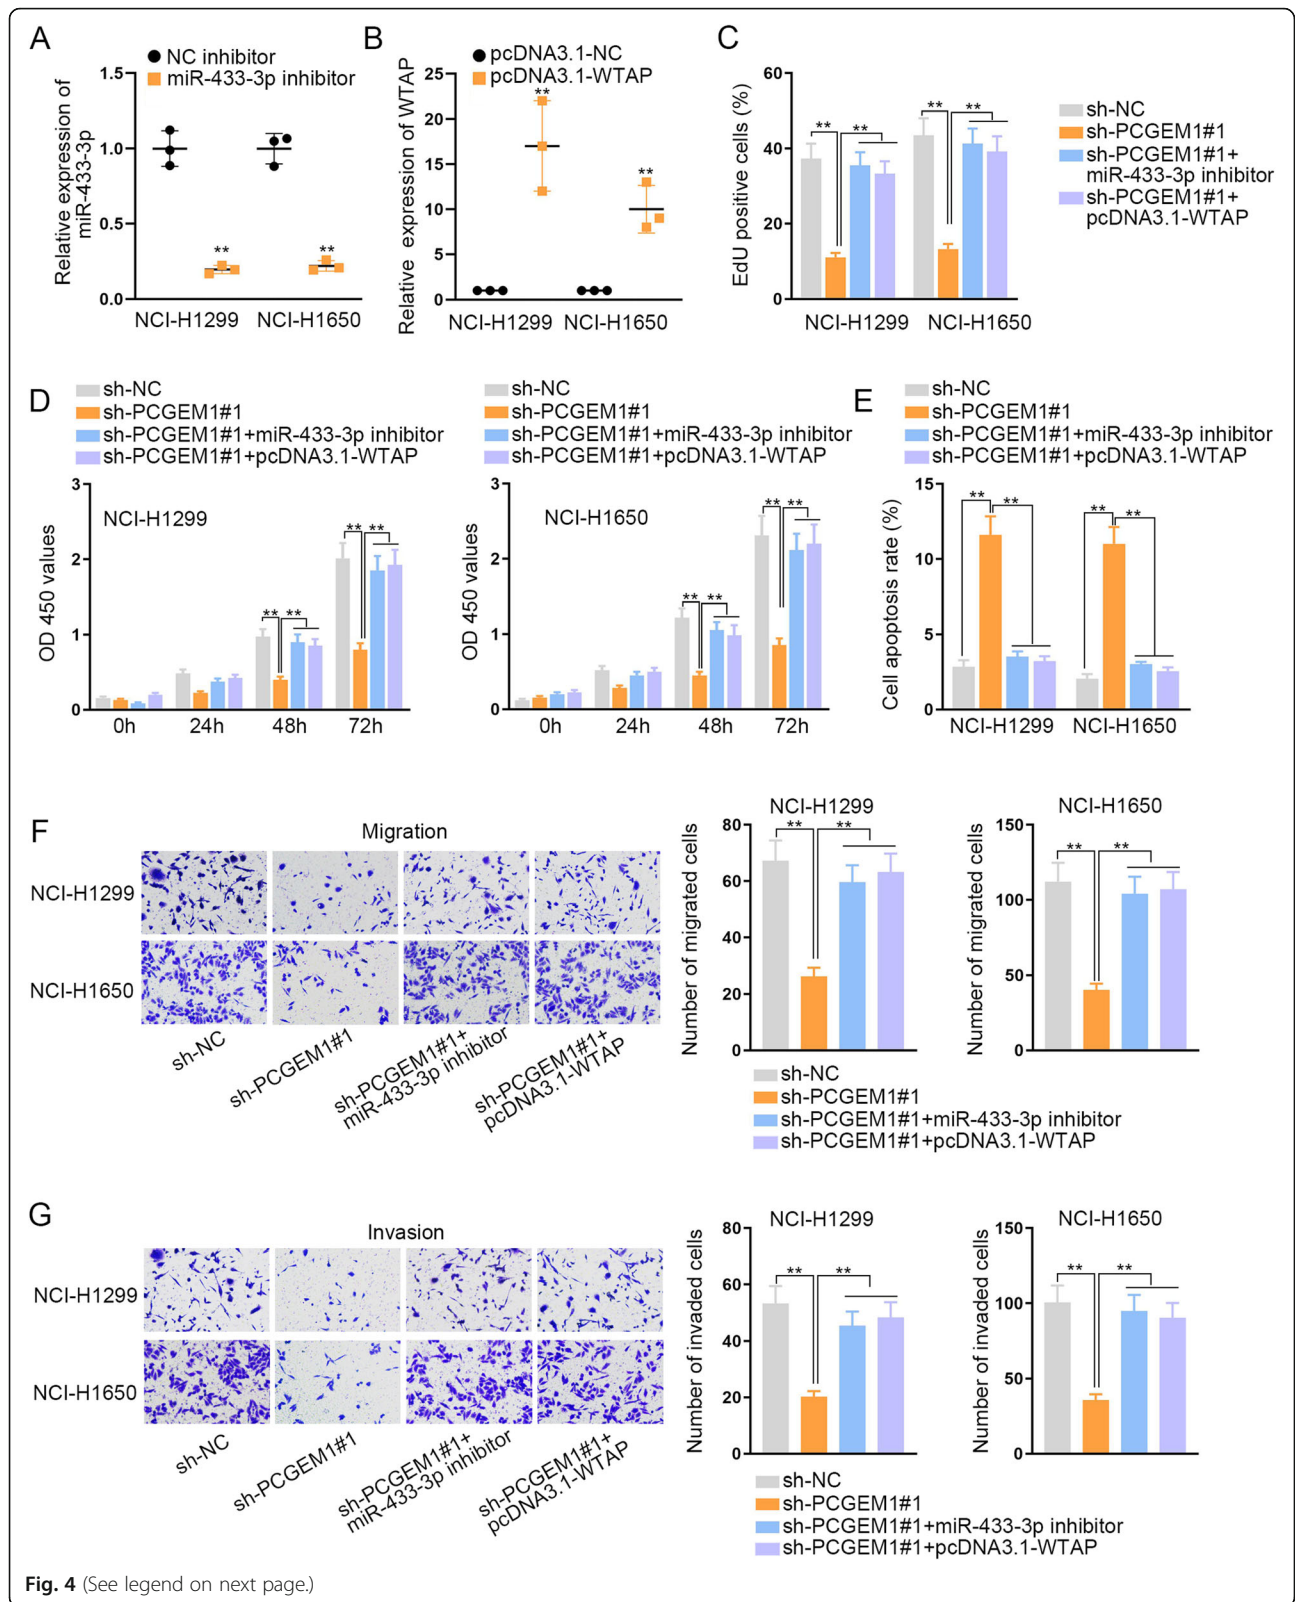 A
NC inhibitor
miR-433-3p inhibitor
Relative expression of
miR-433-3p
1.5
1.0
0.5
0.0
**
**
NCI-H1299
NCI-H1650
B
pcDNA3.1-NC
pcDNA3.1-WTAP
Relative expression of WTAP
25
20
15
10
5
0
**
**
NCI-H1299
NCI-H1650
C
EdU positive cells (%)
60
40
20
0
**
**
**
**
NCI-H1299
NCI-H1650
sh-NC
sh-PCGEM1#1
sh-PCGEM1#1+
miR-433-3p inhibitor
sh-PCGEM1#1+
pcDNA3.1-WTAP
D
sh-NC
sh-PCGEM1#1
sh-PCGEM1#1+miR-433-3p inhibitor
sh-PCGEM1#1+pcDNA3.1-WTAP
OD 450 values
3
2
1
0
NCI-H1299
**
**
**
**
0h
24h
48h
72h
sh-NC
sh-PCGEM1#1
sh-PCGEM1#1+miR-433-3p inhibitor
sh-PCGEM1#1+pcDNA3.1-WTAP
OD 450 values
3
2
1
0
NCI-H1650
**
**
**
**
0h
24h
48h
72h
E
sh-NC
sh-PCGEM1#1
sh-PCGEM1#1+miR-433-3p inhibitor
sh-PCGEM1#1+pcDNA3.1-WTAP
Cell apoptosis rate (%)
15
10
5
0
**
**
**
**
NCI-H1299
NCI-H1650
F
Migration
NCI-H1299
NCI-H1650
sh-NC
sh-PCGEM1#1
sh-PCGEM1#1+
miR-433-3p inhibitor
sh-PCGEM1#1+
pcDNA3.1-WTAP
NCI-H1299
Number of migrated cells
80
60
40
20
0
**
**
NCI-H1650
Number of migrated cells
150
100
50
0
**
**
sh-NC
sh-PCGEM1#1
sh-PCGEM1#1+miR-433-3p inhibitor
sh-PCGEM1#1+pcDNA3.1-WTAP
G
Invasion
NCI-H1299
NCI-H1650
sh-NC
sh-PCGEM1#1
sh-PCGEM1#1+
miR-433-3p inhibitor
sh-PCGEM1#1+
pcDNA3.1-WTAP
NCI-H1299
Number of invaded cells
80
60
40
20
0
**
**
NCI-H1650
Number of invaded cells
150
100
50
0
**
**
sh-NC
sh-PCGEM1#1
sh-PCGEM1#1+miR-433-3p inhibitor
sh-PCGEM1#1+pcDNA3.1-WTAP
Fig. 4 (See legend on next page.)